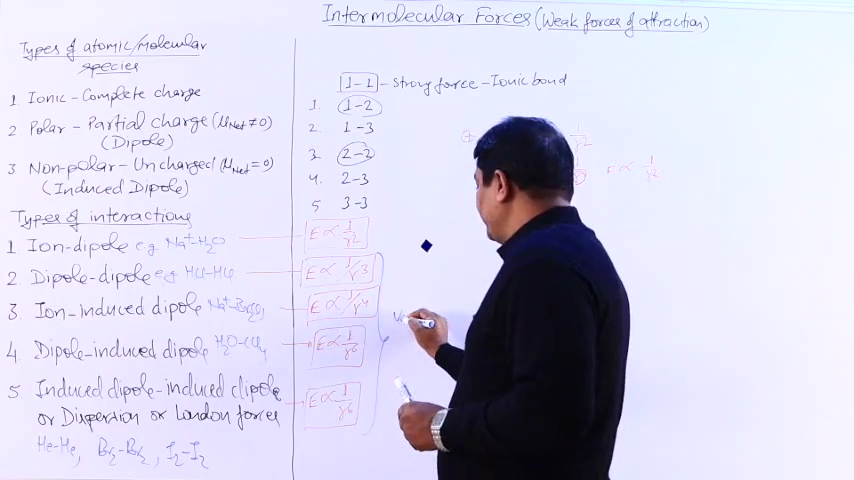 Intermolecular Forces (Weak forces of attraction)
Types of atomic/Molecular
species
1 Ionic - Complete charge
2 Polar - Partial charge (μNet ≠ 0)
(Dipole)
3 Non-polar - Uncharged (μNet = 0)
(Induced Dipole)
Types of interactions
1 Ion-dipole e.g Na⁺-H₂O
2 Dipole-dipole e.g HCl-HCl
3. Ion-induced dipole
4. Dipole-induced dipole H₂O-CCl₄
5 Induced dipole-induced dipole
or Dispersion or London forces
He-He, Br₂-Br₂, I₂-I₂
1-1 - Strong force - Ionic bond
1. 1-2
2. 1-3
3. 2-2
4. 2-3
5 3-3
E ∝ 1/r²
E ∝ 1/r³
E ∝ 1/r⁴
E ∝ 1/r⁶
E ∝ 1/r⁶
F ∝ 1/r²